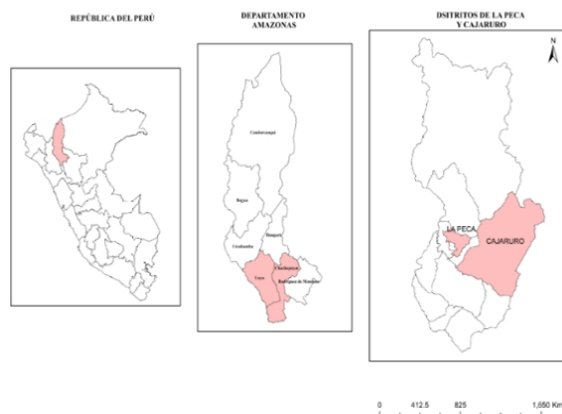 REPÚBLICA DEL PERÚ
DEPARTAMENTO
AMAZONAS
DSITRITOS DE LA PECA
Y CAJARURO
N
Condorcanqui
Bagua
Bongará
Utcubamba
Chachapoyas
Luya
Rodríguez de Mendoza
LA PECA
CAJARURO
0 412.5 825 1,650 Km